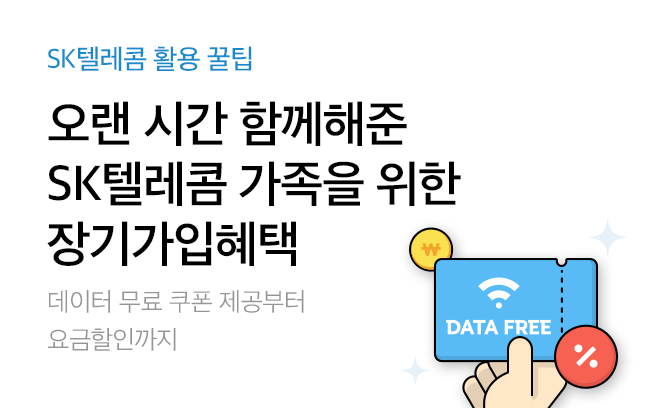 SK텔레콤 활용 꿀팁
오랜 시간 함께해준
SK텔레콤 가족을 위한
장기가입혜택
데이터 무료 쿠폰 제공부터
요금할인까지
₩
DATA FREE
%